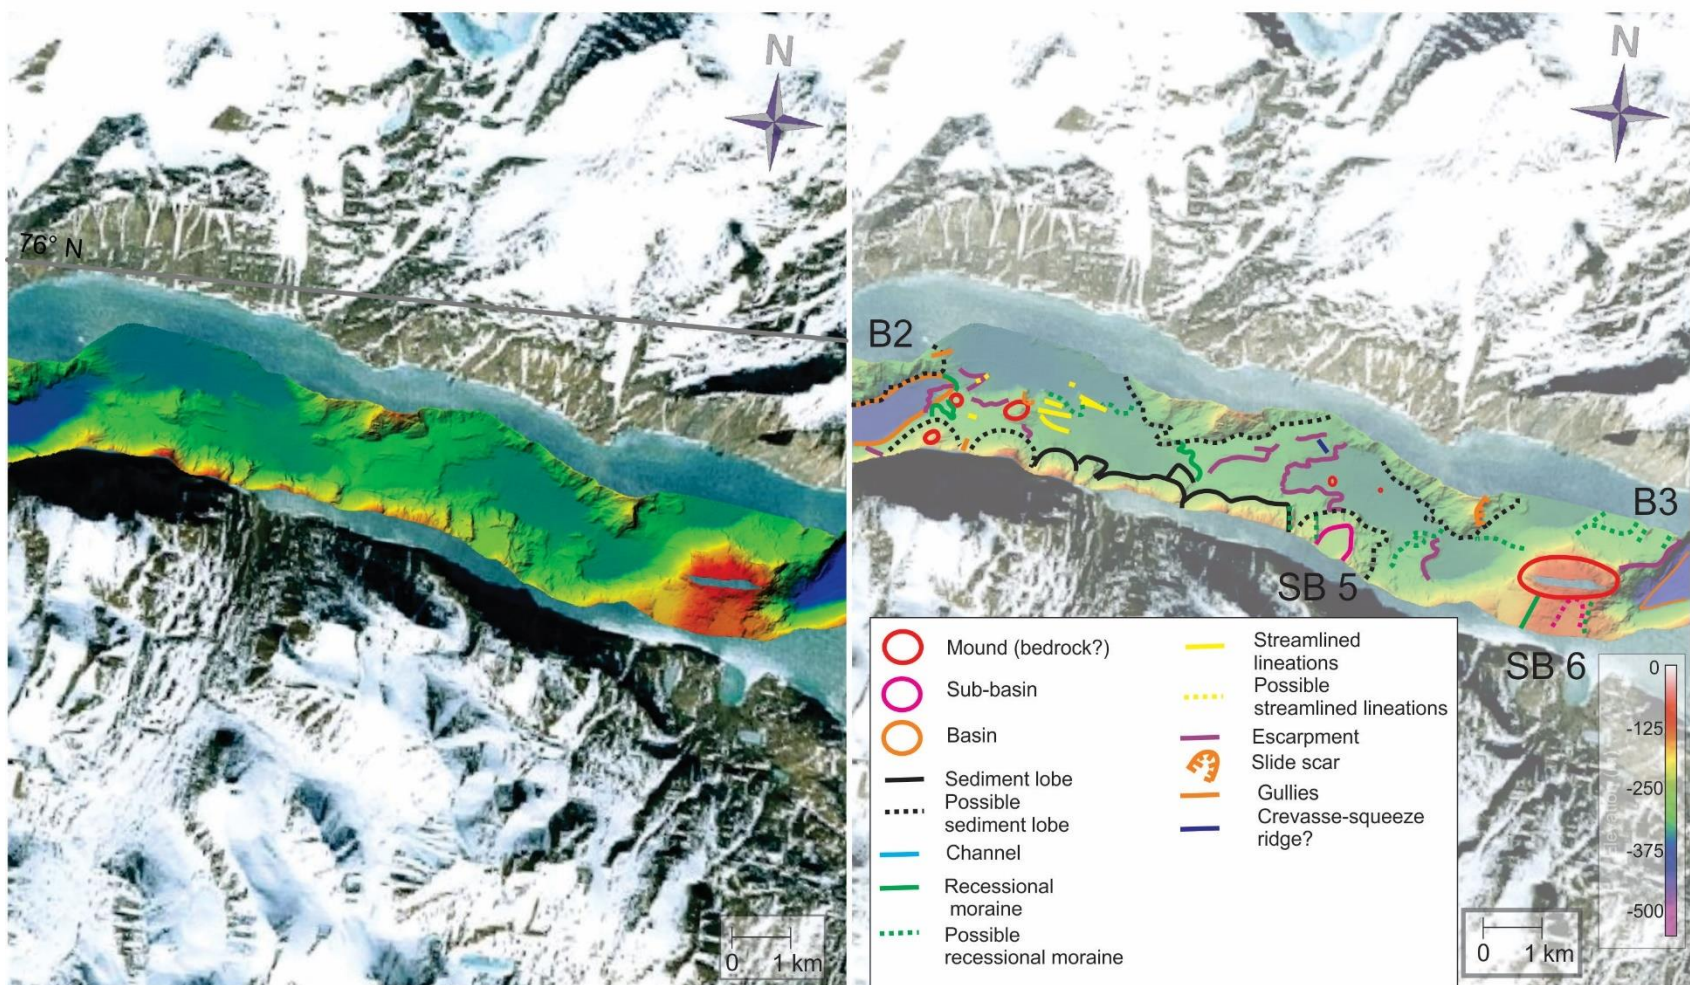 N
76° N
0 1 km
N
B2
B3
SB 5
SB 6
Mound (bedrock?)
Sub-basin
Basin
Sediment lobe
Possible
sediment lobe
Channel
Recessional
moraine
Possible
recessional moraine
Streamlined
lineations
Possible
streamlined lineations
Escarpment
Slide scar
Gullies
Crevasse-squeeze
ridge?
0
-125
-250
-375
-500
0 1 km